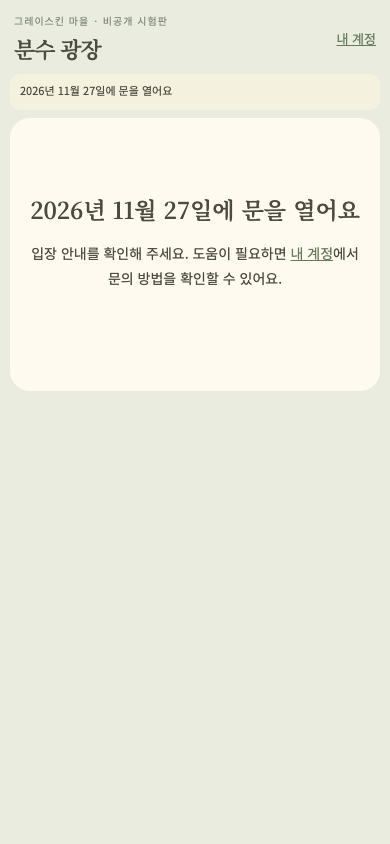 그레이스킨 마을 · 비공개 시험판
분수 광장
내 계정
2026년 11월 27일에 문을 열어요
2026년 11월 27일에 문을 열어요
입장 안내를 확인해 주세요. 도움이 필요하면 내 계정에서
문의 방법을 확인할 수 있어요.